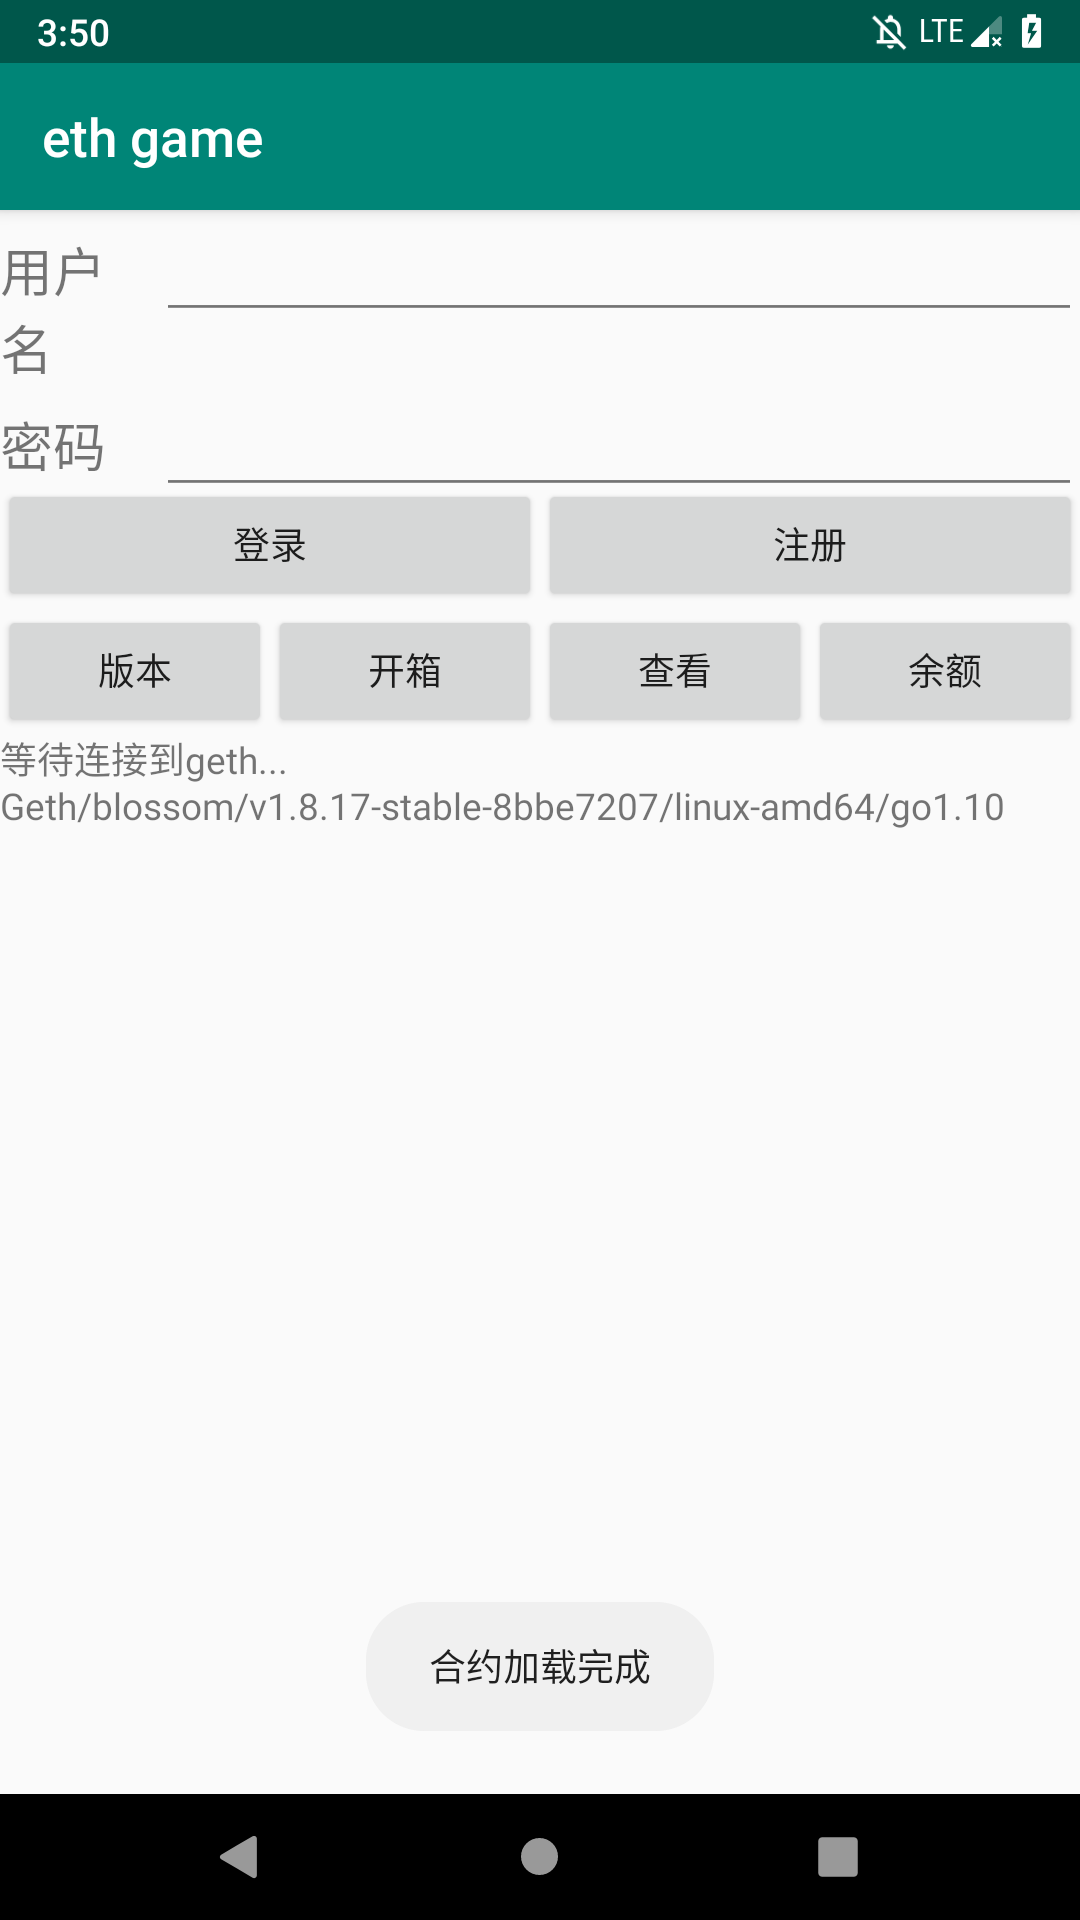 3:50 LTE
eth game
用户
名
密码
登录 注册
版本 开箱 查看 余额
等待连接到geth...
Geth/blossom/v1.8.17-stable-8bbe7207/linux-amd64/go1.10
合约加载完成